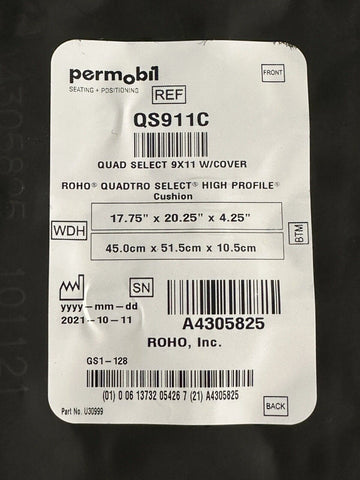 permobil
SEATING + POSITIONING
FRONT
REF
QS911C
QUAD SELECT 9X11 W/COVER
ROHO® QUADTRO SELECT® HIGH PROFILE®
Cushion
WDH
17.75" x 20.25" x 4.25"
45.0cm x 51.5cm x 10.5cm
BTM
SN
yyyy-mm-dd
2021-10-11
A4305825
ROHO, Inc.
GS1-128
(01) 0 06 13732 05426 7 (21) A4305825
Part No. U30999
BACK